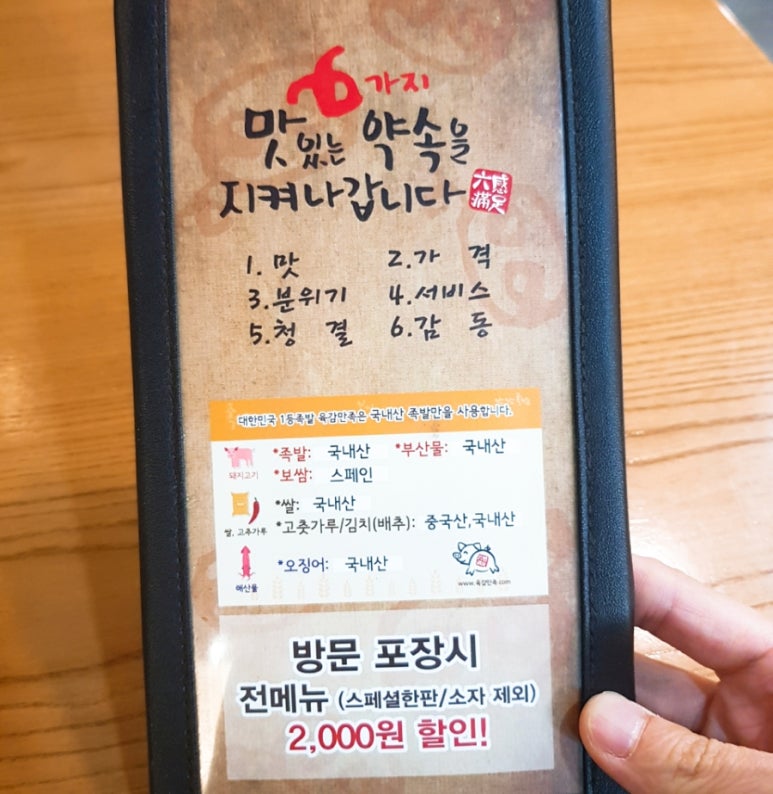 6가지
맛있는 약속을
지켜나갑니다 六感滿足
1. 맛 2. 가 격
3. 분위기 4. 서비스
5. 청 결 6. 감 동
대한민국 1등족발 육감만족은 국내산 족발만을 사용합니다.
*족발: 국내산 *부산물: 국내산
돼지고기 *보쌈: 스페인
*쌀: 국내산
쌀, 고추가루 *고춧가루/김치(배추): 중국산,국내산
*오징어: 국내산
해산물 www.육감만족.com
방문 포장시
전메뉴 (스페셜한판/소자 제외)
2,000원 할인!